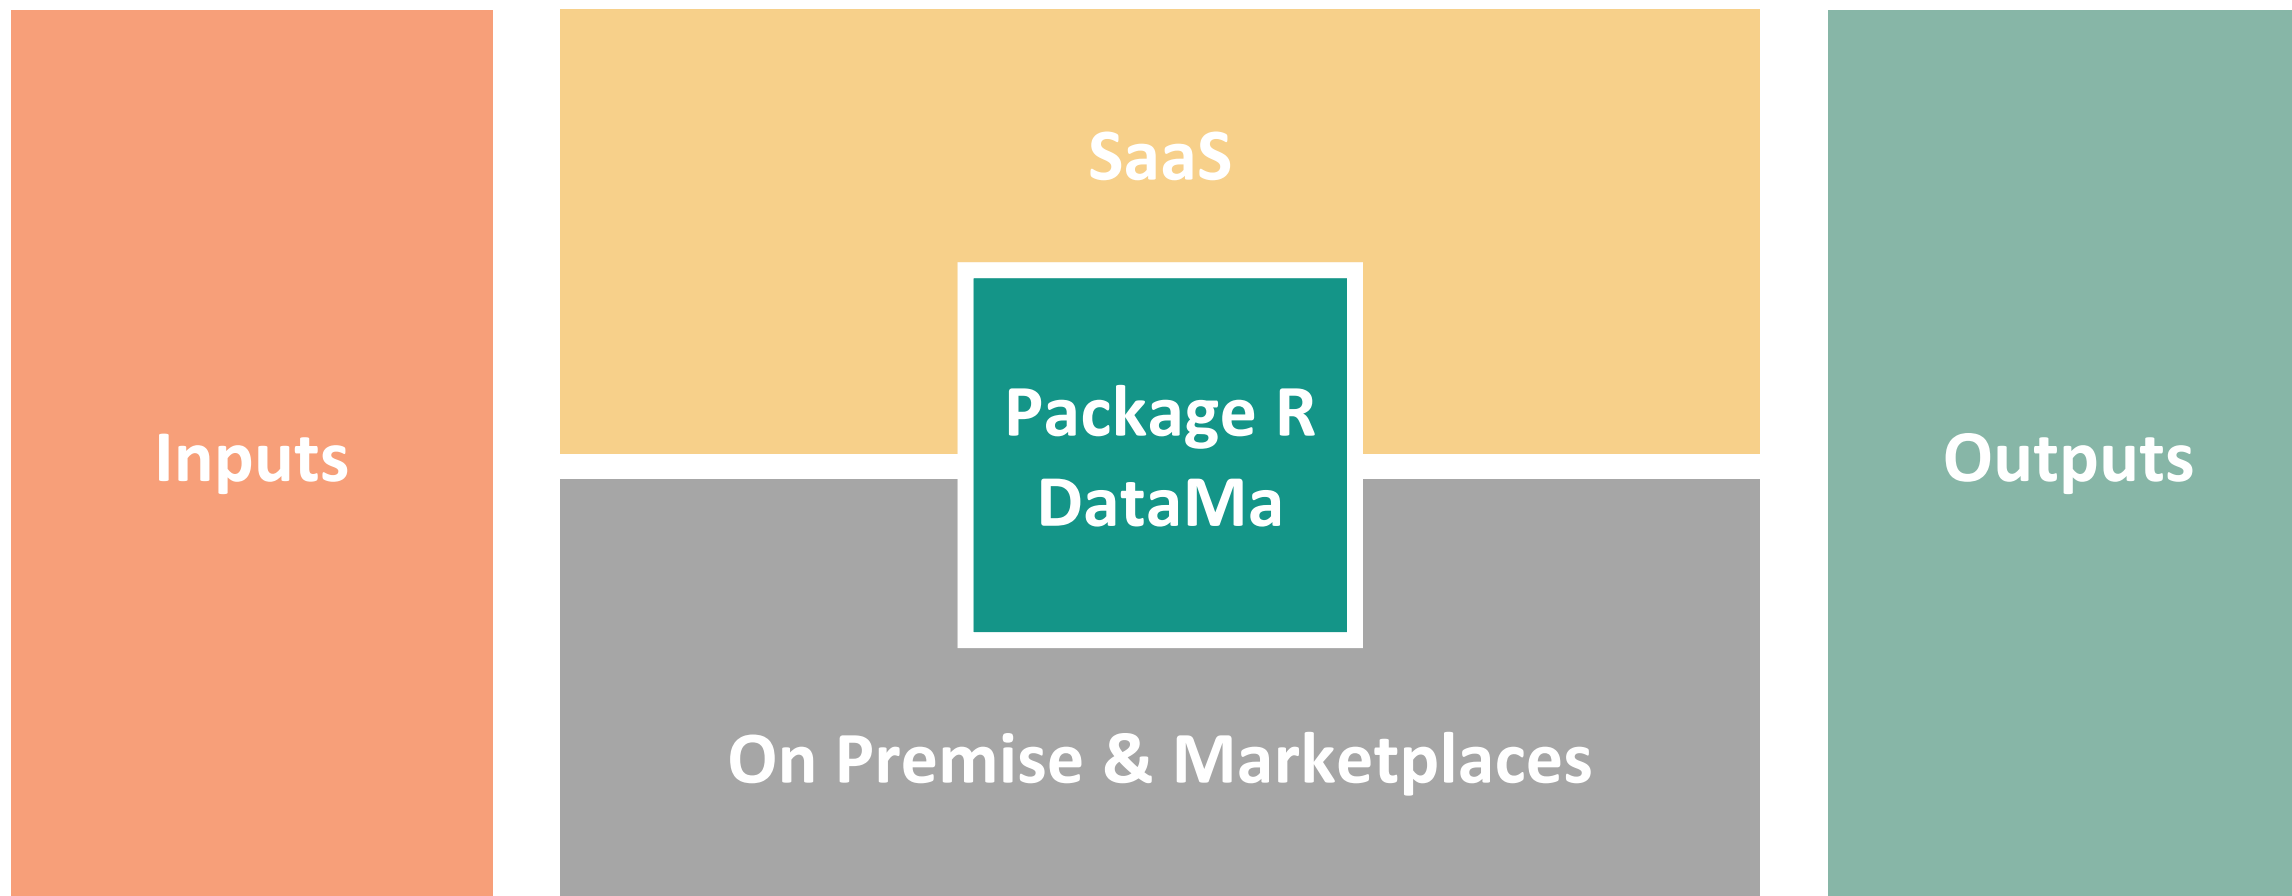 Inputs
SaaS
Package R
DataMa
On Premise & Marketplaces
Outputs